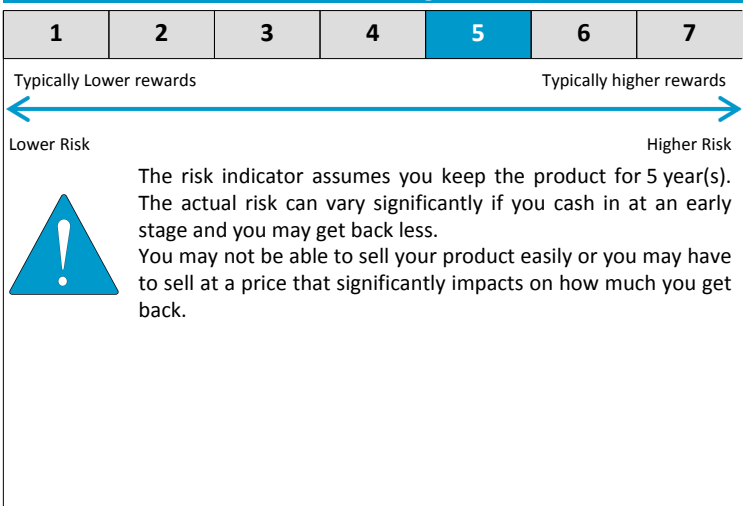 1 2 3 4 5 6 7
Typically Lower rewards Typically higher rewards
Lower Risk Higher Risk
The risk indicator assumes you keep the product for 5 year(s).
The actual risk can vary significantly if you cash in at an early
stage and you may get back less.
You may not be able to sell your product easily or you may have
to sell at a price that significantly impacts on how much you get
back.